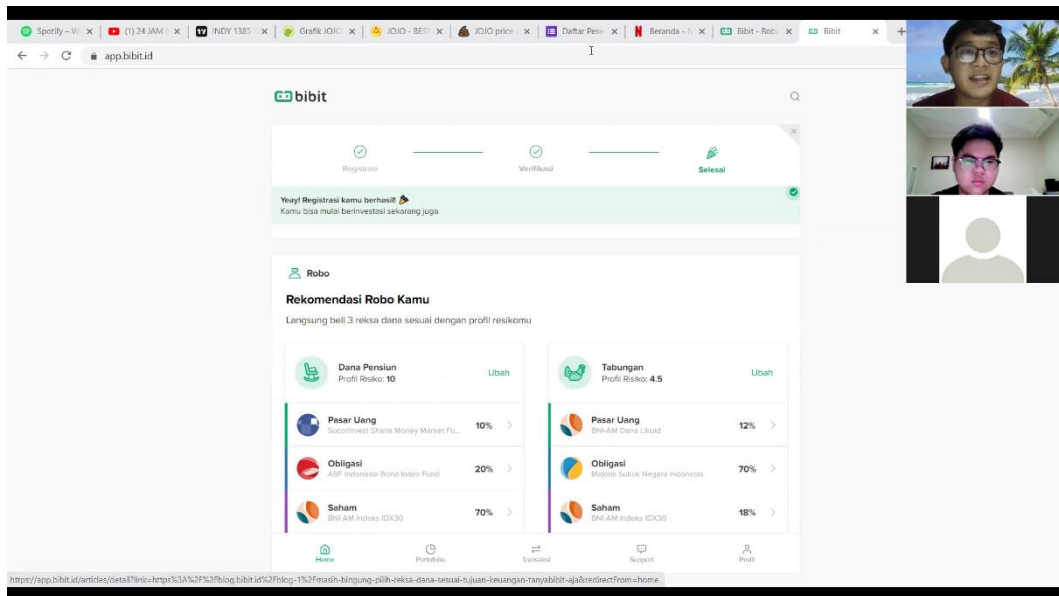 Spotify – W
(1) 24 JAM
INDY 1385
Grafik JOJO
JOJO - BEST
JOJO price
Daftar Peser
Beranda -
Bibit - Rob
Bibit
app.bibit.id
bibit
Registrasi
Verifikasi
Selesai
Yeay! Registrasi kamu berhasil!
Kamu bisa mulai berinvestasi sekarang juga
Robo
Rekomendasi Robo Kamu
Langsung beli 3 reksa dana sesuai dengan profil resikomu
Dana Pensiun
Profil Risiko: 10
Ubah
Pasar Uang
Sucorinvest Sharia Money Market Fu...
10%
Obligasi
ABF Indonesia Bond Index Fund
20%
Saham
BNI-AM Indeks IDX30
70%
Tabungan
Profil Risiko: 4.5
Ubah
Pasar Uang
BNI-AM Dana Likuid
12%
Obligasi
Majoris Sukuk Negara Indonesia
70%
Saham
BNI-AM Indeks IDX30
18%
Home
Portofolio
Transaksi
Support
Profil
https://app.bibit.id/articles/detail?link=https%3A%2F%2Fblog.bibit.id%2Fblog-1%2Fmasih-bingung-pilih-reksa-dana-sesuai-tujuan-keuangan-tanyabibit-aja&redirectFrom=home